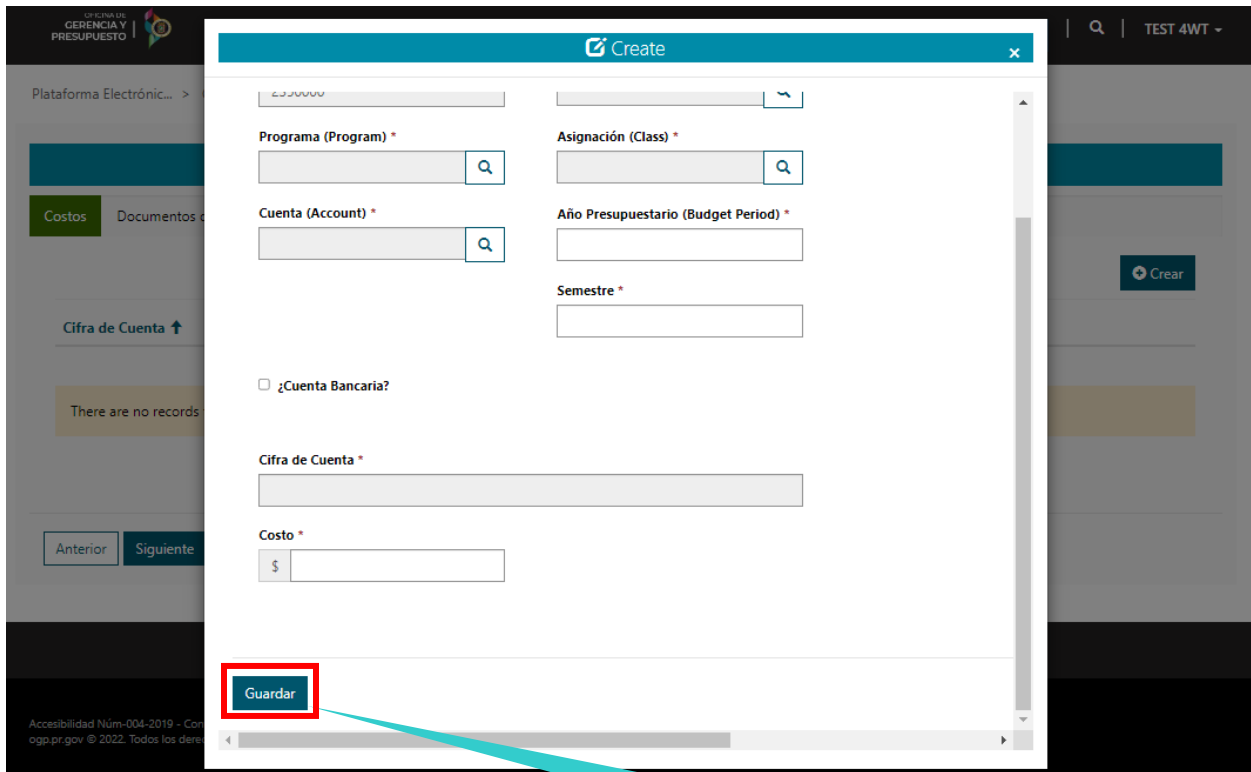 OFICINA DE
GERENCIA Y
PRESUPUESTO
TEST 4WT
Create
×
Plataforma Electrónic... >
2350000
Programa (Program) *
Asignación (Class) *
Costos
Documentos
Cuenta (Account) *
Año Presupuestario (Budget Period) *
Crear
Semestre *
Cifra de Cuenta
¿Cuenta Bancaria?
There are no records
Cifra de Cuenta *
Costo *
$
Anterior
Siguiente
Guardar
Accesibilidad Núm-004-2019 - Con
ogp.pr.gov © 2022. Todos los dere